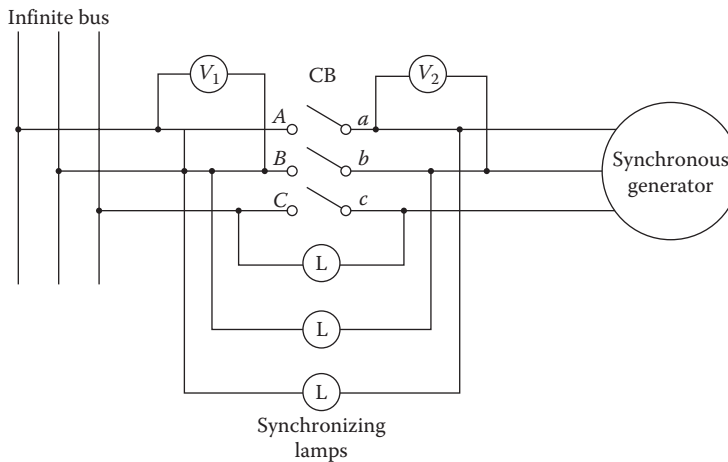 Infinite bus
V1
CB
V2
A
a
B
b
C
c
Synchronous
generator
L
L
L
Synchronizing
lamps